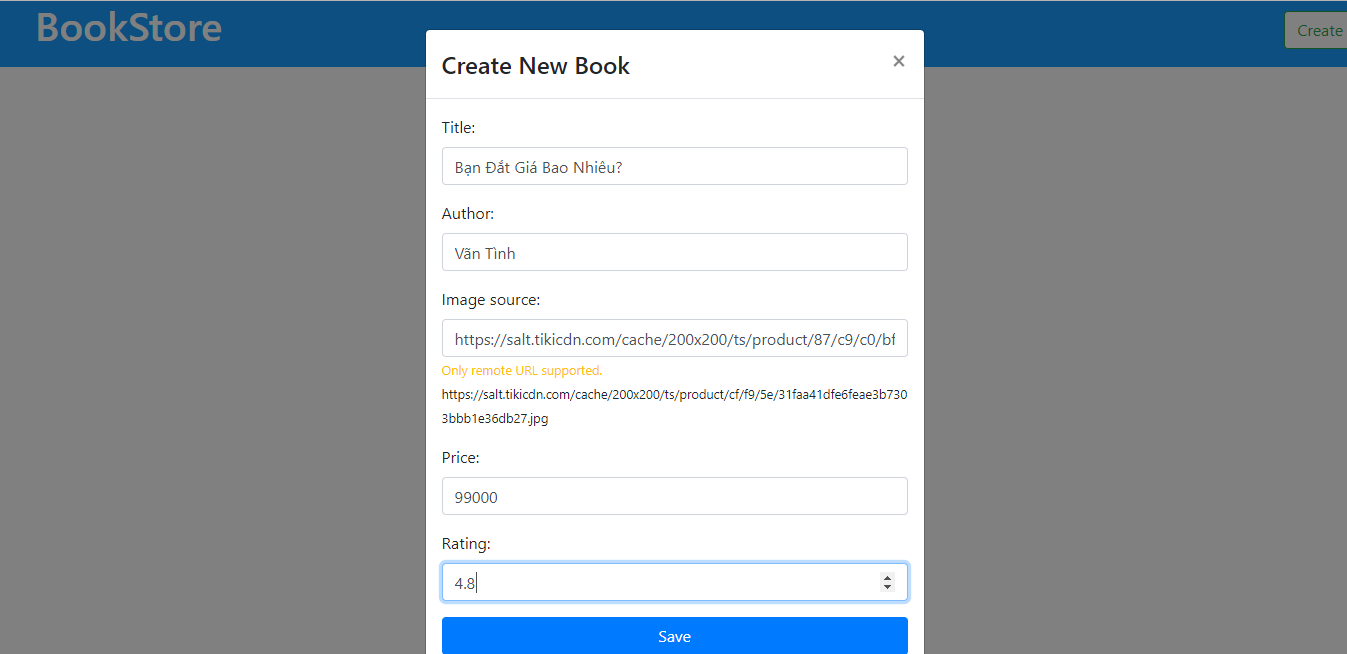 BookStore
Create
Create New Book
×
Title:
Bạn Đắt Giá Bao Nhiêu?
Author:
Vãn Tình
Image source:
https://salt.tikicdn.com/cache/200x200/ts/product/87/c9/c0/bf
Only remote URL supported.
https://salt.tikicdn.com/cache/200x200/ts/product/cf/f9/5e/31faa41dfe6feae3b730
3bbb1e36db27.jpg
Price:
99000
Rating:
4.8
Save